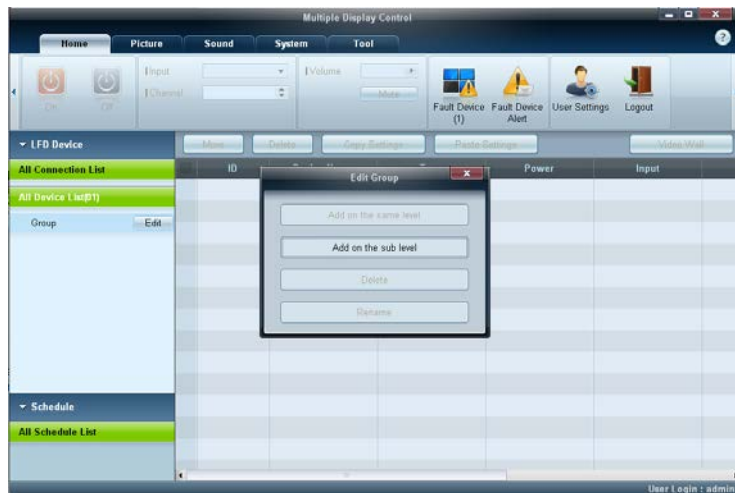 Multiple Display Control
Home Picture Sound System Tool
Input
Volume
Channel
Mute
On Off
Fault Device (1)
Fault Device Alert
User Settings
Logout
LFD Device
Move Delete Copy Settings Paste Settings Video Wall
All Connection List
ID Power Input
Edit Group
All Device List(01)
Group Edit
Add on the same level
Add on the sub level
Delete
Rename
Schedule
All Schedule List
User Login : admin